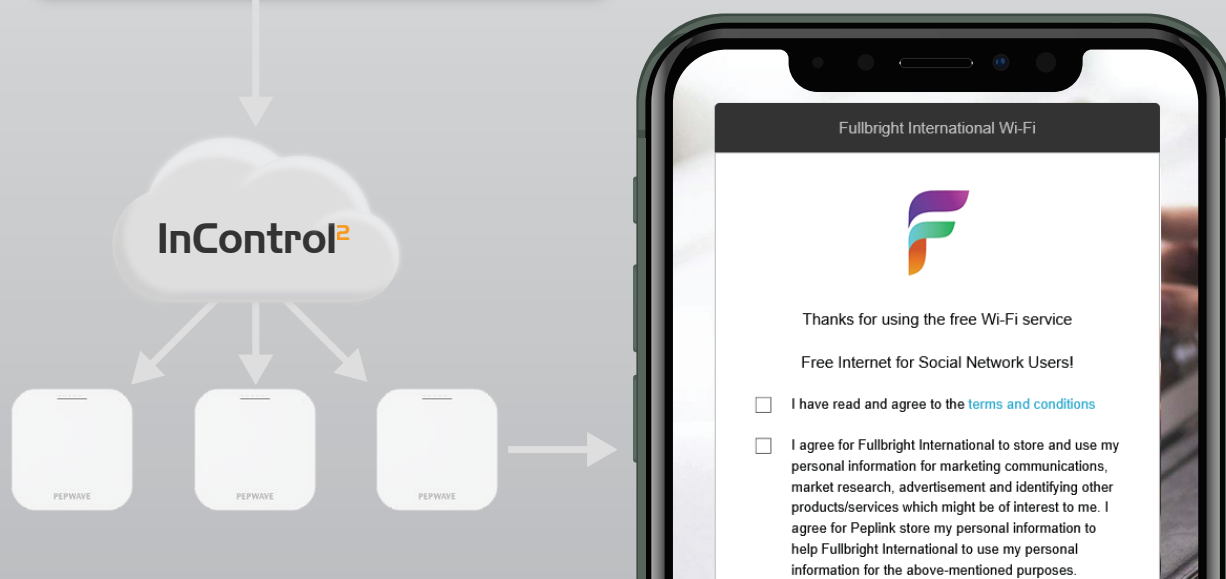 InControl²
PEPWAVE
PEPWAVE
PEPWAVE
Fullbright International Wi-Fi
Thanks for using the free Wi-Fi service
Free Internet for Social Network Users!
I have read and agree to the terms and conditions
I agree for Fullbright International to store and use my
personal information for marketing communications,
market research, advertisement and identifying other
products/services which might be of interest to me. I
agree for Peplink store my personal information to
help Fullbright International to use my personal
information for the above-mentioned purposes.